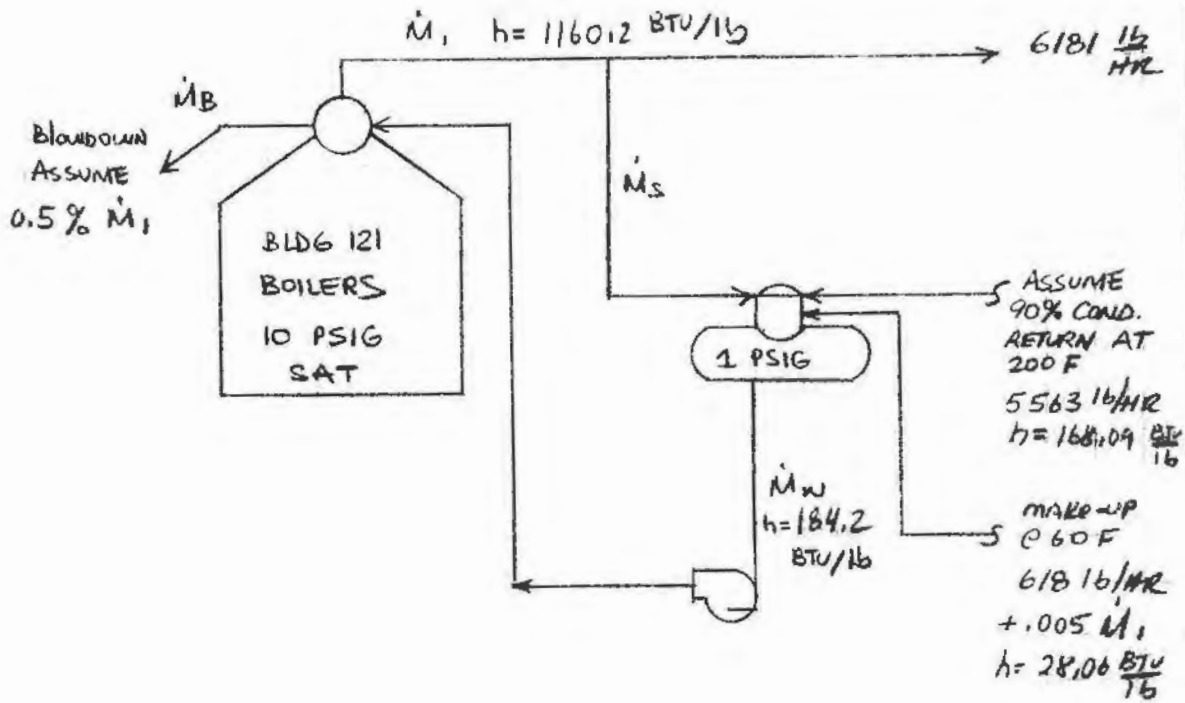 Ṁ₁ h= 1160.2 BTU/lb
6181 lb/HR
ṀB
BLOWDOWN
ASSUME
0.5% Ṁ₁
Ṁs
BLDG 121
BOILERS
10 PSIG
SAT
1 PSIG
ASSUME
90% COND.
RETURN AT
200 F
5563 lb/HR
h= 168.09 BTU/lb
Ṁw
h=184.2
BTU/lb
MAKE-UP
@ 60 F
618 lb/HR
+.005 Ṁ₁
h= 28.06 BTU/lb